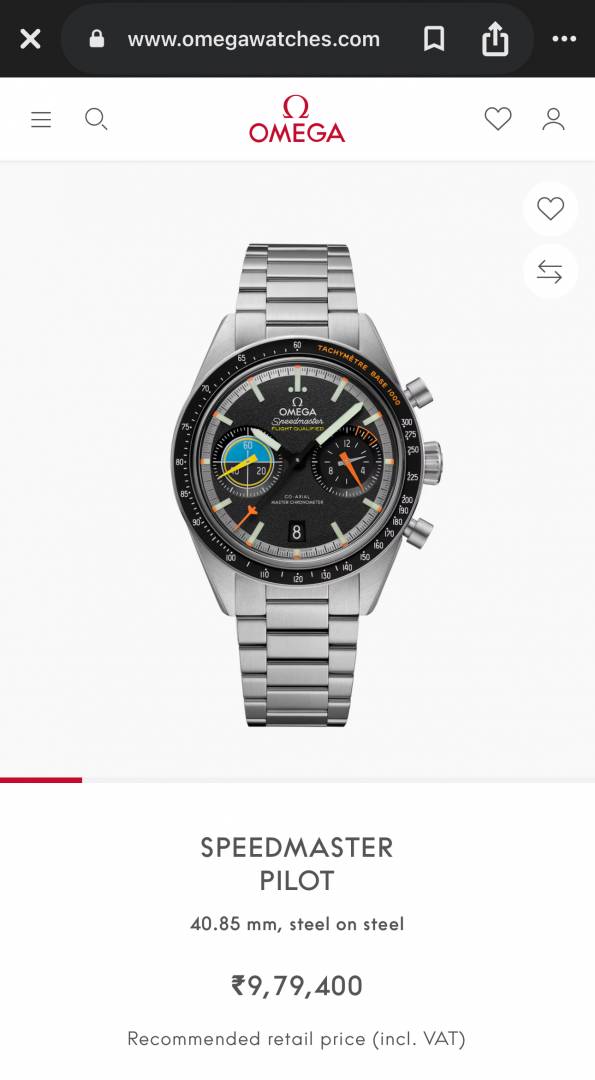 www.omegawatches.com
Ω
OMEGA
TACHYMÈTRE BASE 1000
60
65
70
75
80
85
90
100
110
120
130
140
150
160
170
180
190
200
225
250
275
300
Ω
OMEGA
Speedmaster
FLIGHT QUALIFIED
60
20
12
8
4
CO-AXIAL
MASTER CHRONOMETER
8
SPEEDMASTER
PILOT
40.85 mm, steel on steel
₹9,79,400
Recommended retail price (incl. VAT)